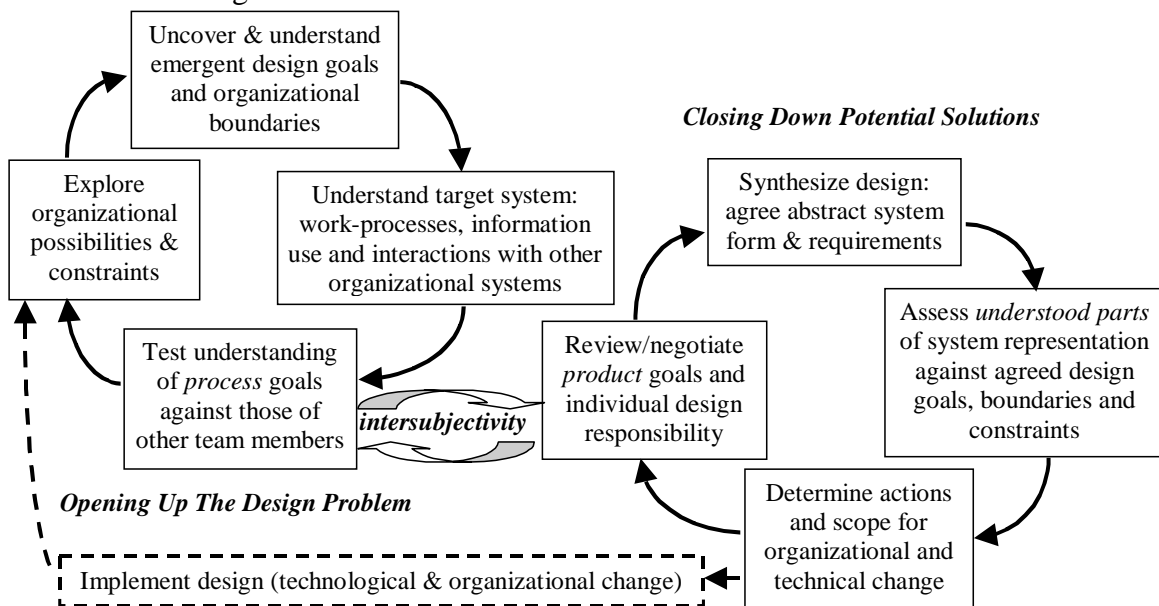 Uncover & understand
emergent design goals
and organizational
boundaries
Closing Down Potential Solutions
Explore
organizational
possibilities &
constraints
Understand target system:
work-processes, information
use and interactions with other
organizational systems
Synthesize design:
agree abstract system
form & requirements
Test understanding
of process goals
against those of
other team members
intersubjectivity
Review/negotiate
product goals and
individual design
responsibility
Assess understood parts
of system representation
against agreed design
goals, boundaries and
constraints
Opening Up The Design Problem
Determine actions
and scope for
organizational and
technical change
Implement design (technological & organizational change)